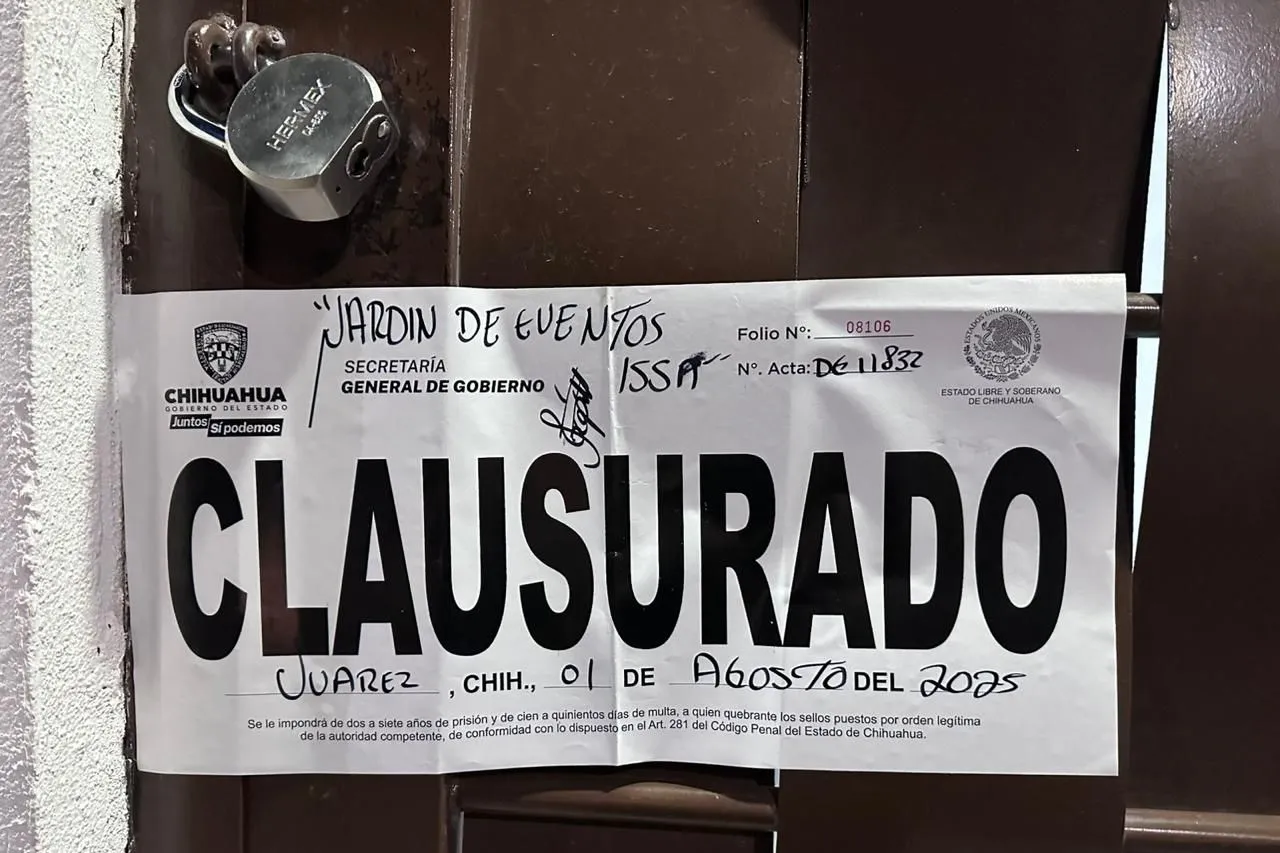 HERMEX
"JARDIN DE EVENTOS
ISSA"
CHIHUAHUA
GOBIERNO DEL ESTADO
Juntos Sí podemos
SECRETARÍA
GENERAL DE GOBIERNO
Folio N°: 08106
N°. Acta: DG 11832
ESTADOS UNIDOS MEXICANOS
ESTADO LIBRE Y SOBERANO
DE CHIHUAHUA
CLAUSURADO
JUAREZ, CHIH., 01 DE AGOSTO DEL 2025
Se le impondrá de dos a siete años de prisión y de cien a quinientos días de multa, a quien quebrante los sellos puestos por orden legítima
de la autoridad competente, de conformidad con lo dispuesto en el Art. 281 del Código Penal del Estado de Chihuahua.